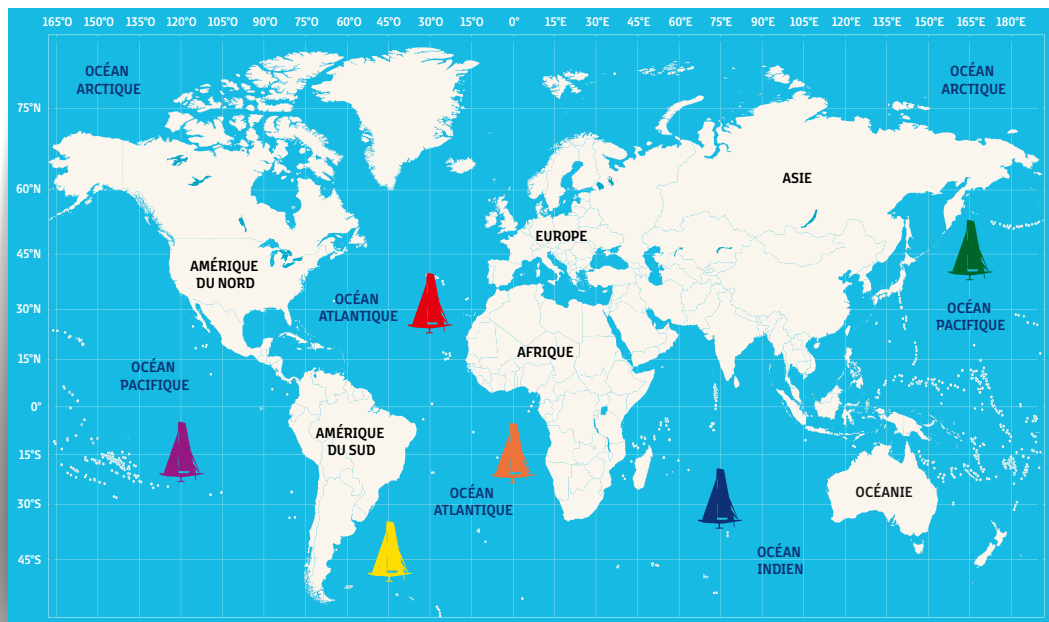 165°O 150°O 135°O 120°O 105°O 90°O 75°O 60°O 45°O 30°O 15°O 0° 15°E 30°E 45°E 60°E 75°E 90°E 105°E 120°E 135°E 150°E 165°E 180°E
OCÉAN
ARCTIQUE
OCÉAN
ARCTIQUE
75°N
60°N
ASIE
EUROPE
45°N
AMÉRIQUE
DU NORD
OCÉAN
ATLANTIQUE
30°N
OCÉAN
PACIFIQUE
AFRIQUE
15°N
OCÉAN
PACIFIQUE
0°
AMÉRIQUE
DU SUD
15°S
OCÉAN
ATLANTIQUE
OCÉANIE
30°S
OCÉAN
INDIEN
45°S